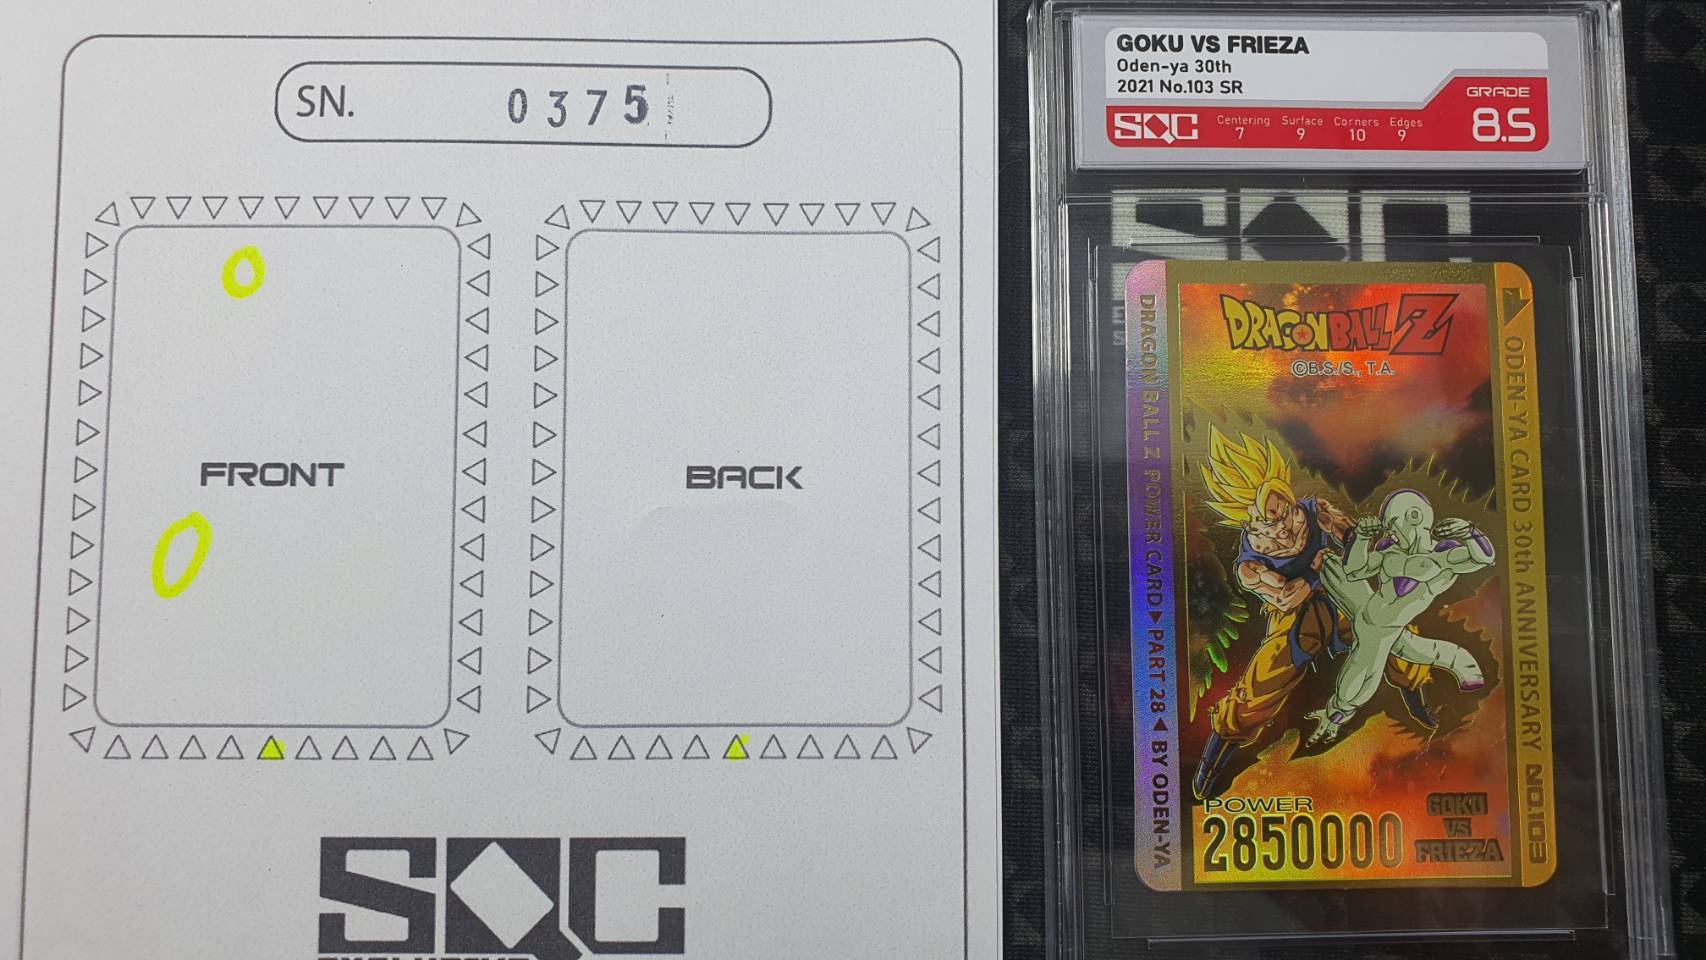 SN. 0375
FRONT
BACK
SQC
GOKU VS FRIEZA
Oden-ya 30th
2021 No.103 SR
GRADE
8.5
SQC
Centering Surface Corners Edges
7 9 10 9
SQC
DRAGON BALL Z
©B.S./S., T.A.
DRAGON BALL Z POWER CARD ▶ PART 28 ◀ BY ODEN-YA
ODEN-YA CARD 30th ANNIVERSARY NO.103
POWER
2850000
GOKU
VS
FRIEZA